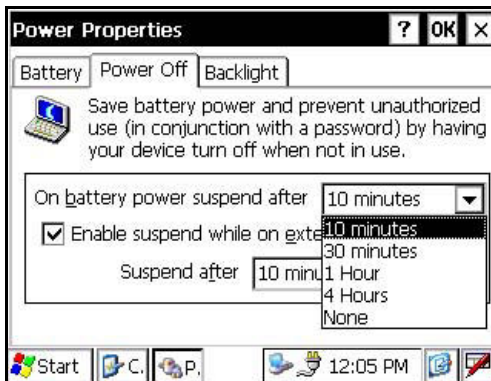 Power Properties ? OK ×
Battery Power Off Backlight
Save battery power and prevent unauthorized
use (in conjunction with a password) by having
your device turn off when not in use.
On battery power suspend after 10 minutes
10 minutes
Enable suspend while on exte
30 minutes
Suspend after 10 minu
1 Hour
4 Hours
None
Start C. P. 12:05 PM